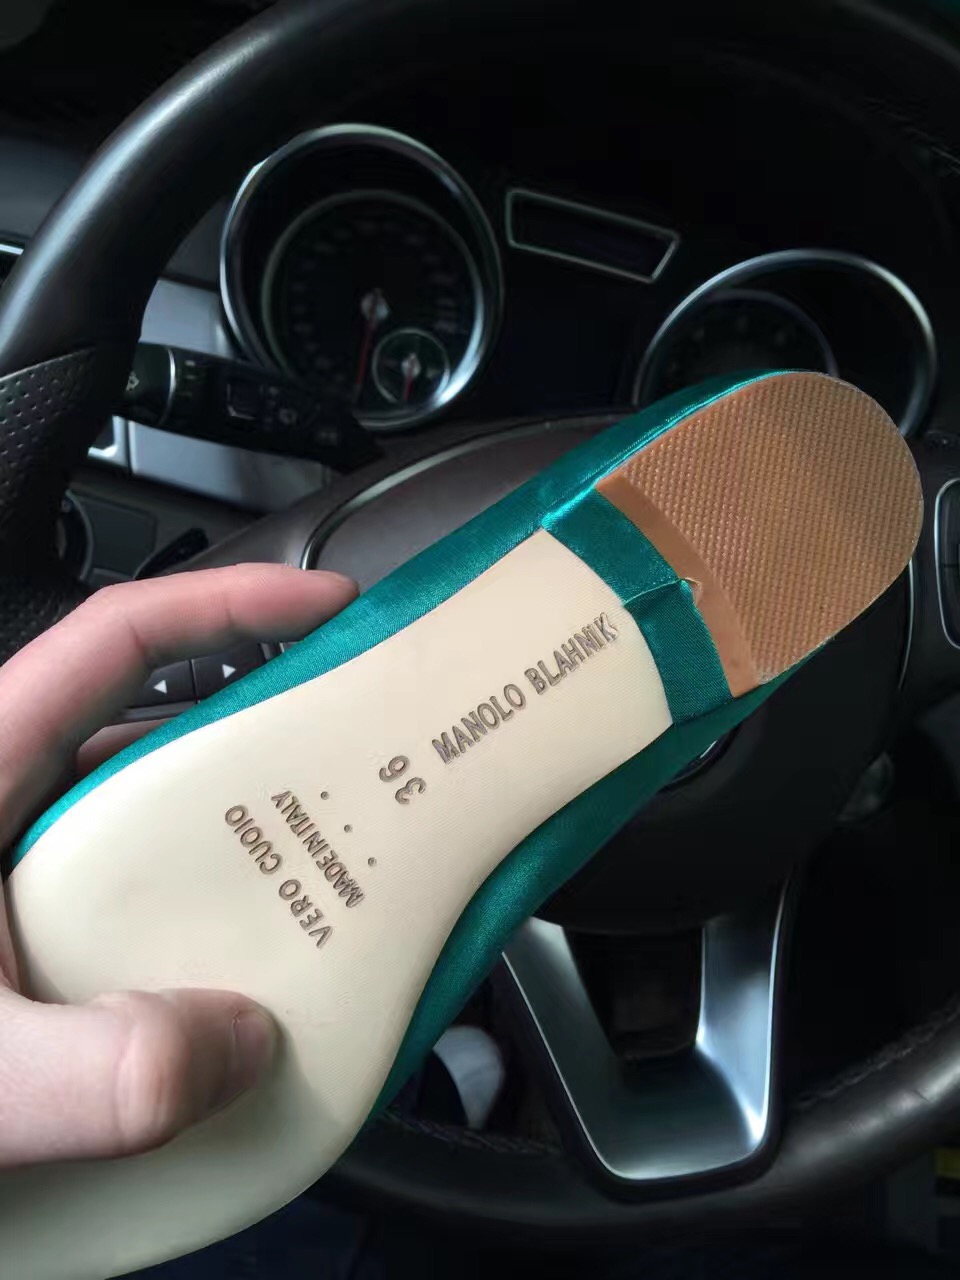 MANOLO BLAHNIK
36
MADE IN ITALY
VERO CUOIO